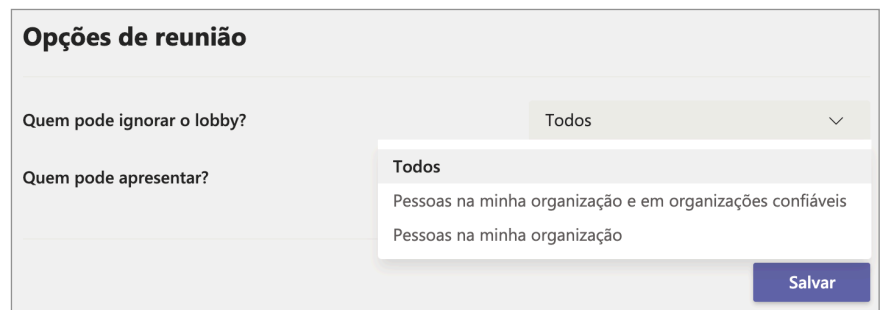 Opções de reunião
Quem pode ignorar o lobby?
Todos
Quem pode apresentar?
Todos
Pessoas na minha organização e em organizações confiáveis
Pessoas na minha organização
Salvar